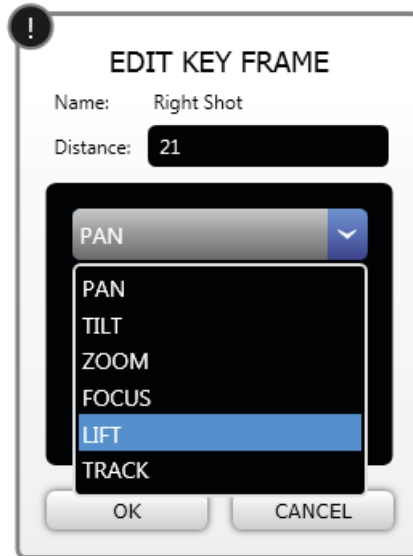 !
EDIT KEY FRAME
Name: Right Shot
Distance: 21
PAN
PAN
TILT
ZOOM
FOCUS
LIFT
TRACK
OK CANCEL